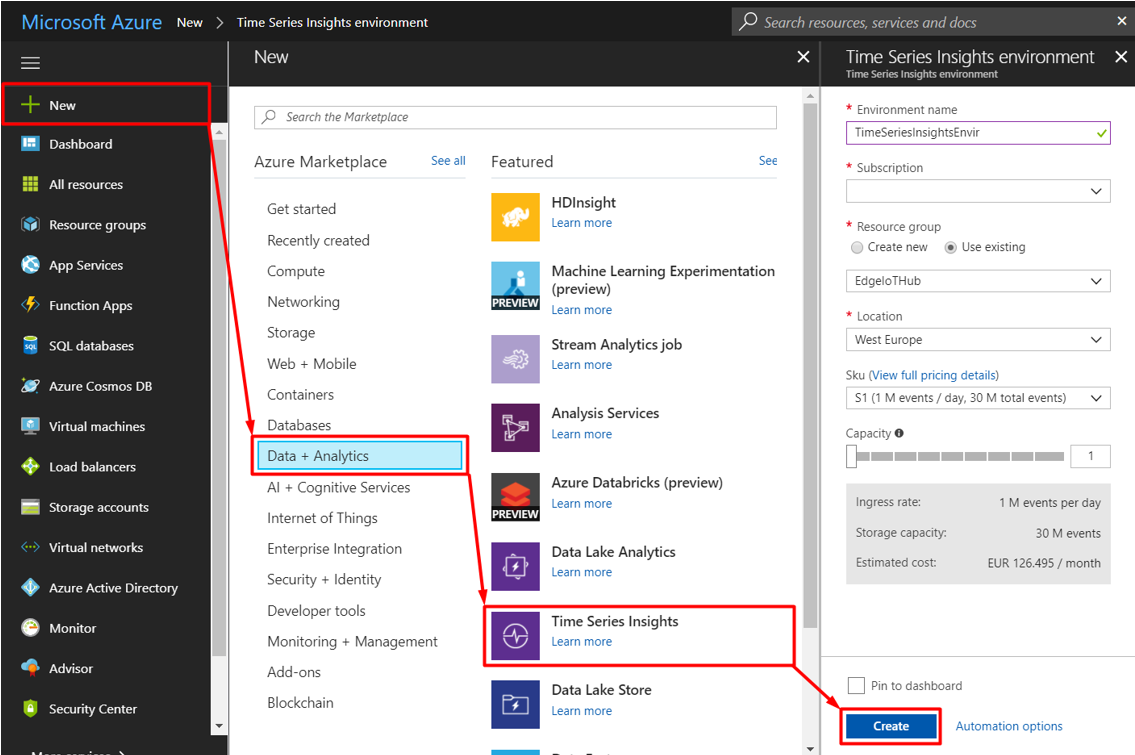 Microsoft Azure New > Time Series Insights environment
Search resources, services and docs
New
Dashboard
All resources
Resource groups
App Services
Function Apps
SQL databases
Azure Cosmos DB
Virtual machines
Load balancers
Storage accounts
Virtual networks
Azure Active Directory
Monitor
Advisor
Security Center
More services >
New
Search the Marketplace
Azure Marketplace See all
Get started
Recently created
Compute
Networking
Storage
Web + Mobile
Containers
Databases
Data + Analytics
AI + Cognitive Services
Internet of Things
Enterprise Integration
Security + Identity
Developer tools
Monitoring + Management
Add-ons
Blockchain
Featured See
HDInsight
Learn more
Machine Learning Experimentation
(preview)
PREVIEW
Learn more
Stream Analytics job
Learn more
Analysis Services
Learn more
Azure Databricks (preview)
PREVIEW
Learn more
Data Lake Analytics
Learn more
Time Series Insights
Learn more
Data Lake Store
Learn more
Time Series Insights environment
Time Series Insights environment
* Environment name
TimeSeriesInsightsEnvir
* Subscription
* Resource group
Create new Use existing
EdgeIoTHub
* Location
West Europe
Sku (View full pricing details)
S1 (1 M events / day, 30 M total events)
Capacity
1
Ingress rate: 1 M events per day
Storage capacity: 30 M events
Estimated cost: EUR 126.495 / month
Pin to dashboard
Create Automation options